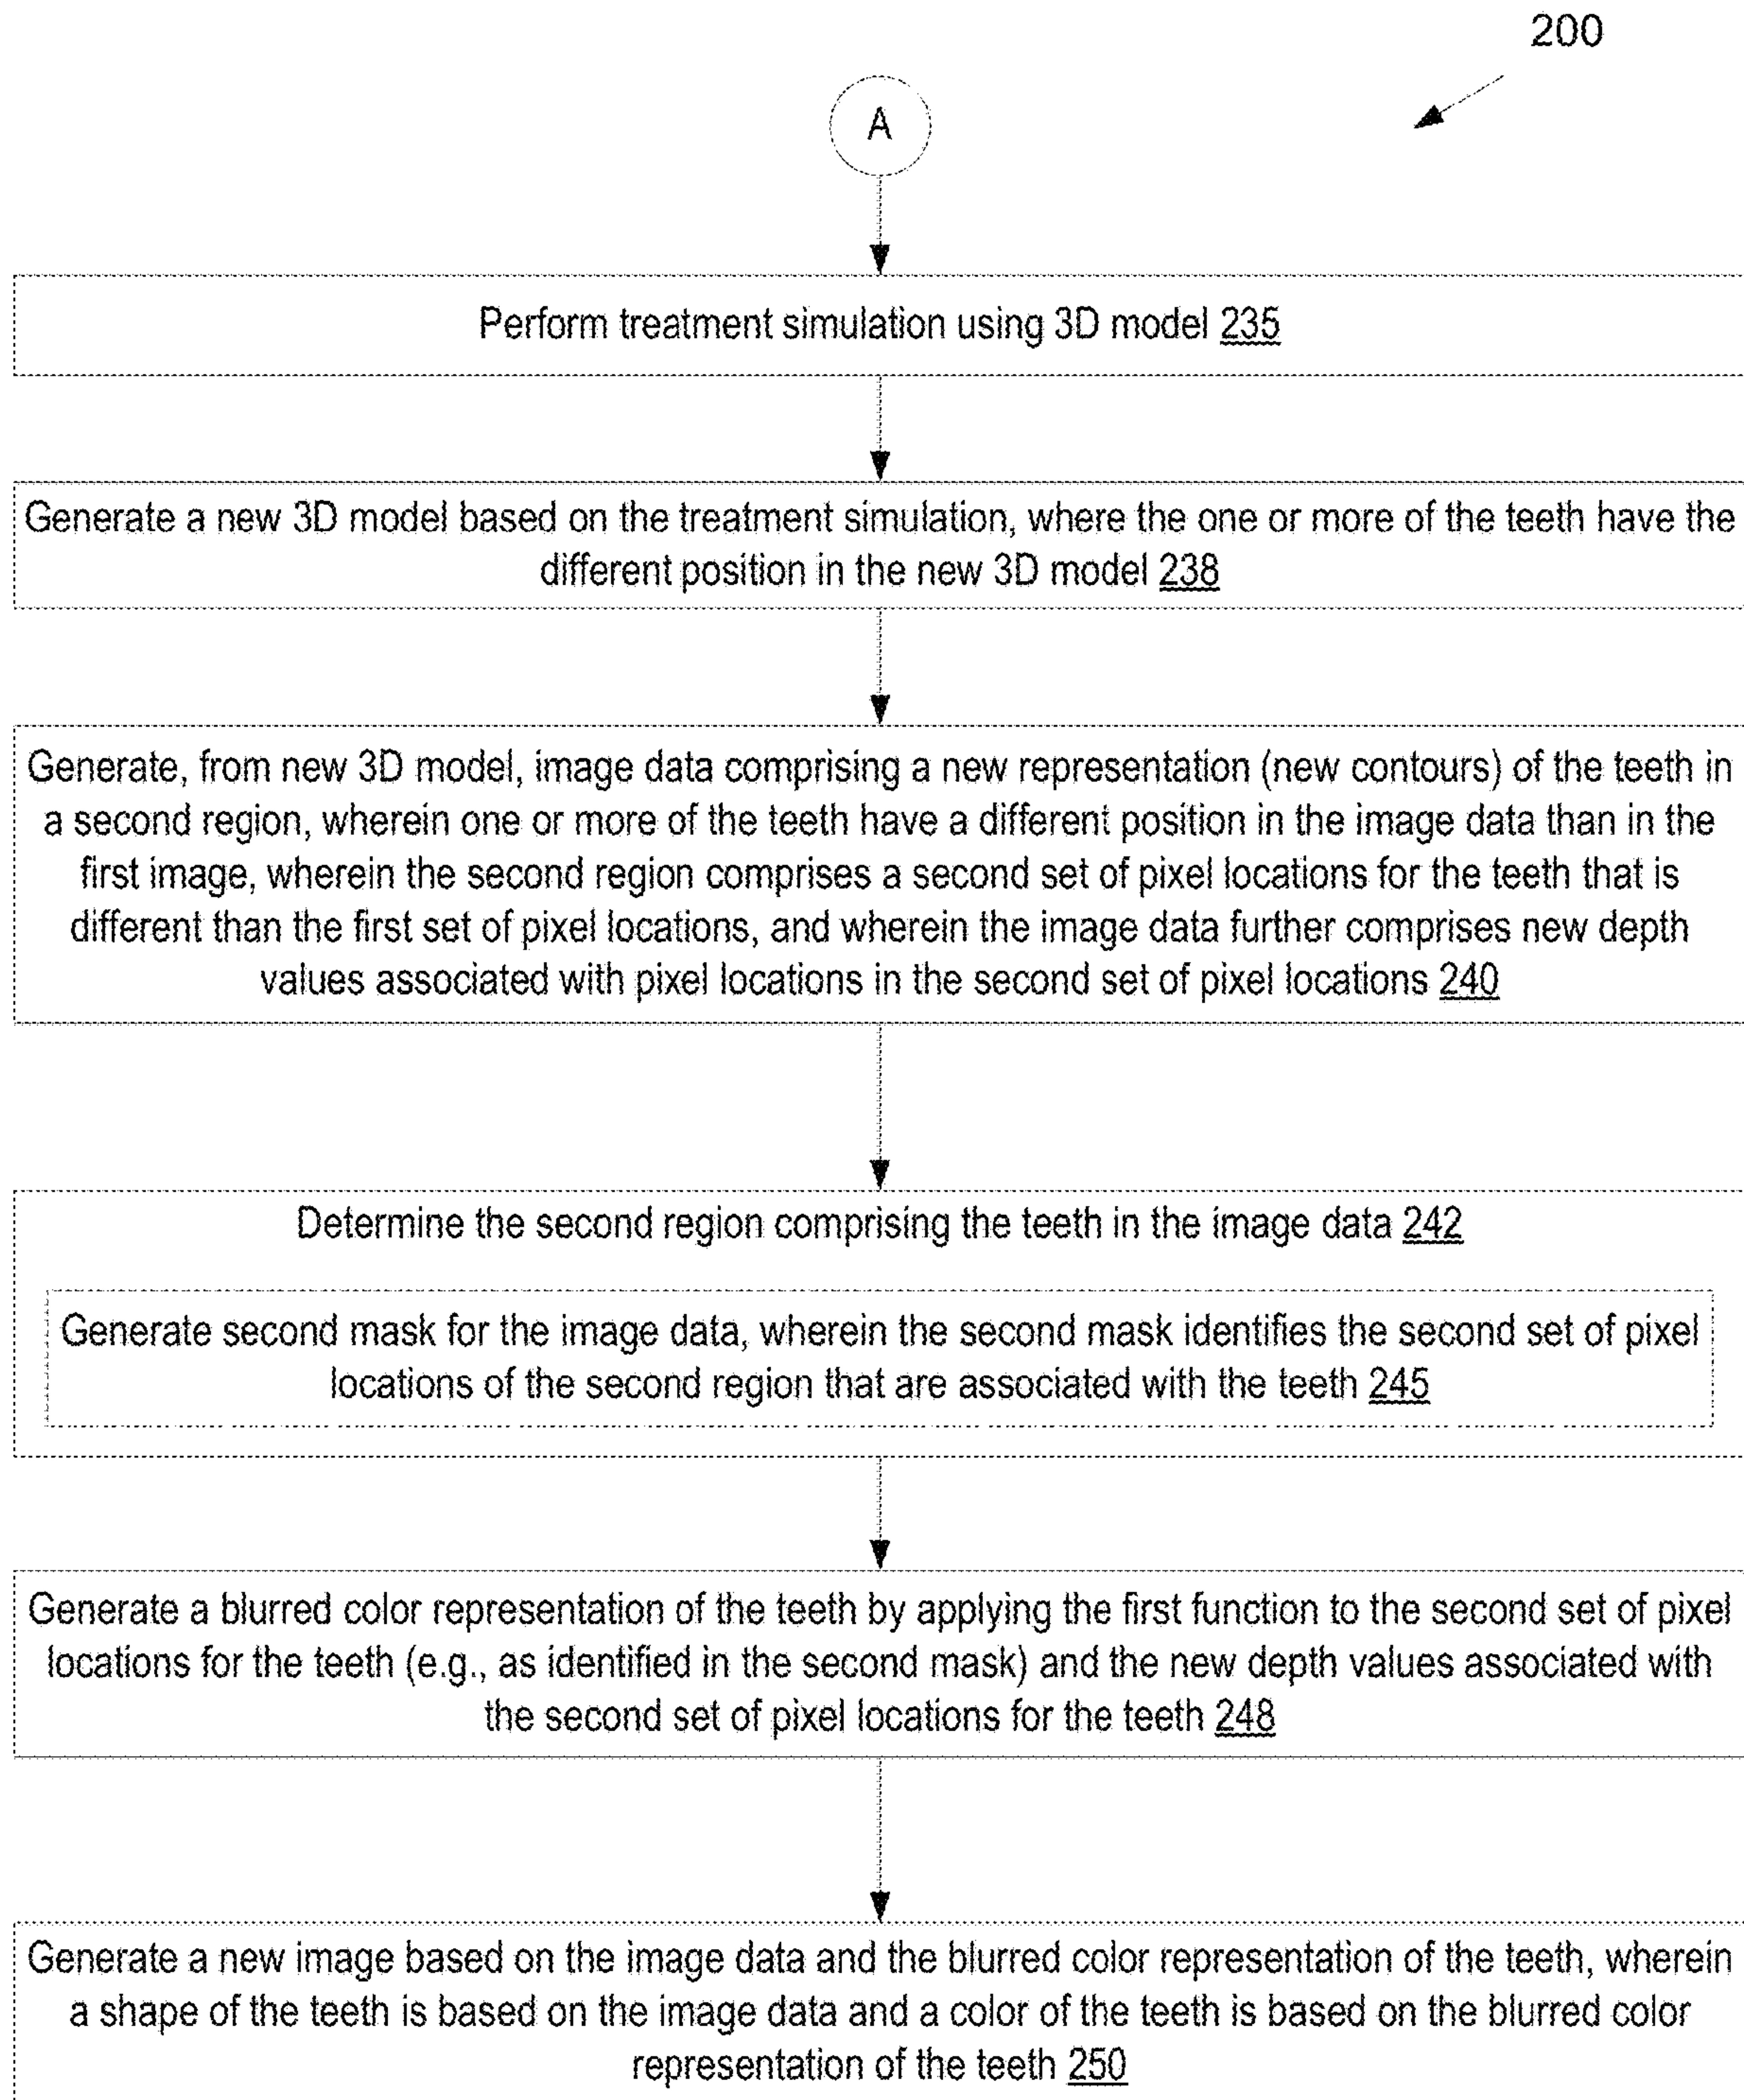 200
A
Perform treatment simulation using 3D model 235
Generate a new 3D model based on the treatment simulation, where the one or more of the teeth have the
different position in the new 3D model 238
Generate, from new 3D model, image data comprising a new representation (new contours) of the teeth in
a second region, wherein one or more of the teeth have a different position in the image data than in the
first image, wherein the second region comprises a second set of pixel locations for the teeth that is
different than the first set of pixel locations, and wherein the image data further comprises new depth
values associated with pixel locations in the second set of pixel locations 240
Determine the second region comprising the teeth in the image data 242
Generate second mask for the image data, wherein the second mask identifies the second set of pixel
locations of the second region that are associated with the teeth 245
Generate a blurred color representation of the teeth by applying the first function to the second set of pixel
locations for the teeth (e.g., as identified in the second mask) and the new depth values associated with
the second set of pixel locations for the teeth 248
Generate a new image based on the image data and the blurred color representation of the teeth, wherein
a shape of the teeth is based on the image data and a color of the teeth is based on the blurred color
representation of the teeth 250